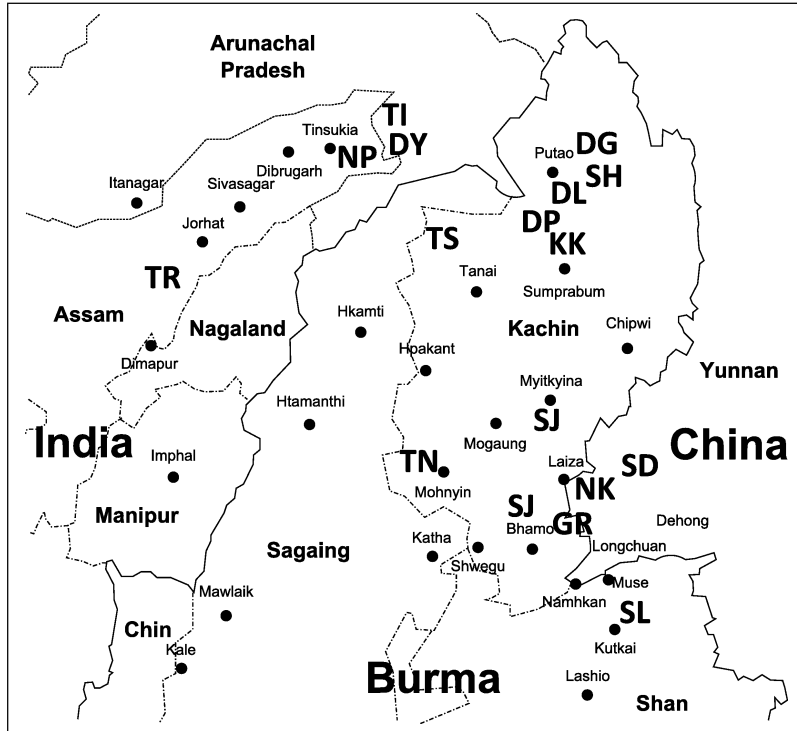 Arunachal
Pradesh
TI
Tinsukia
DY
NP
Dibrugarh
DG
Putao
SH
DL
Itanagar
Sivasagar
Jorhat
DP
KK
TS
TR
Tanai
Sumprabum
Assam
Nagaland
Hkamti
Kachin
Chipwi
Dimapur
Hpakant
Yunnan
Htamanthi
Myitkyina
SJ
Mogaung
India
China
Imphal
TN
Mohnyin
Laiza
SD
NK
Manipur
SJ
GR
Bhamo
Dehong
Sagaing
Katha
Shwegu
Longchuan
Mawlaik
Namhkan
Muse
SL
Chin
Kale
Kutkai
Burma
Lashio
Shan